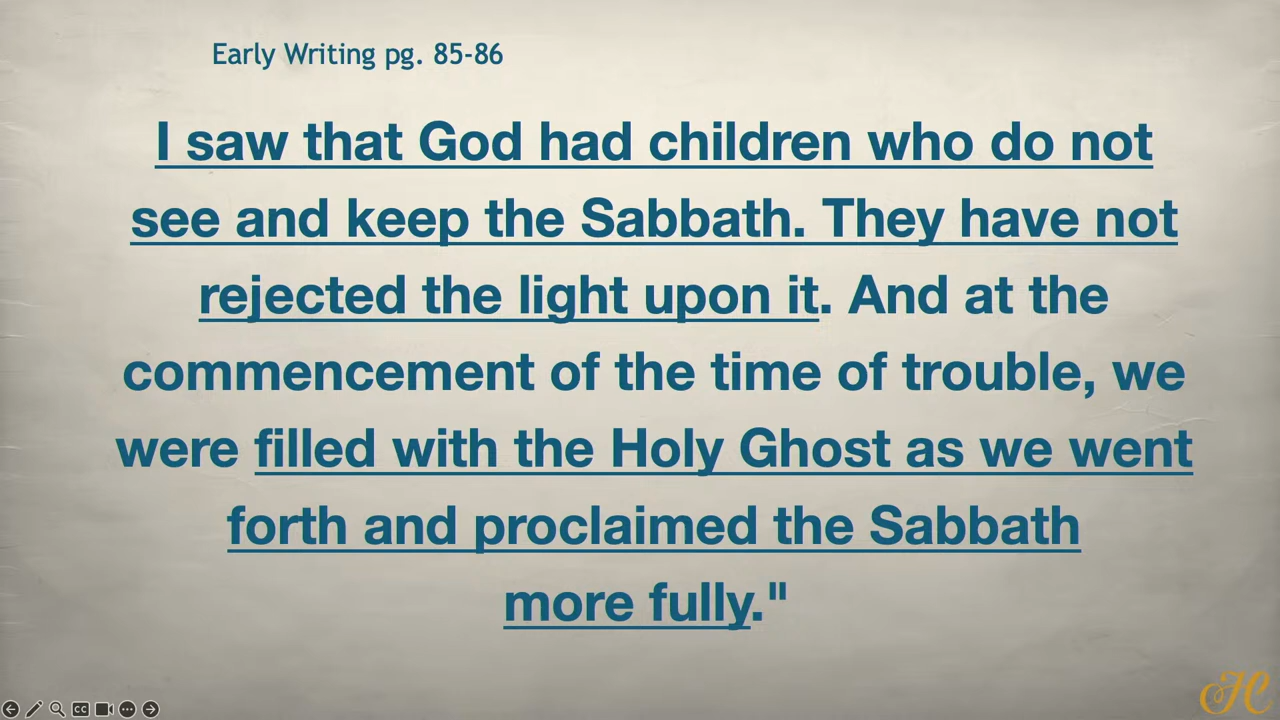 Early Writing pg. 85-86
I saw that God had children who do not
see and keep the Sabbath. They have not
rejected the light upon it. And at the
commencement of the time of trouble, we
were filled with the Holy Ghost as we went
forth and proclaimed the Sabbath
more fully."
CC